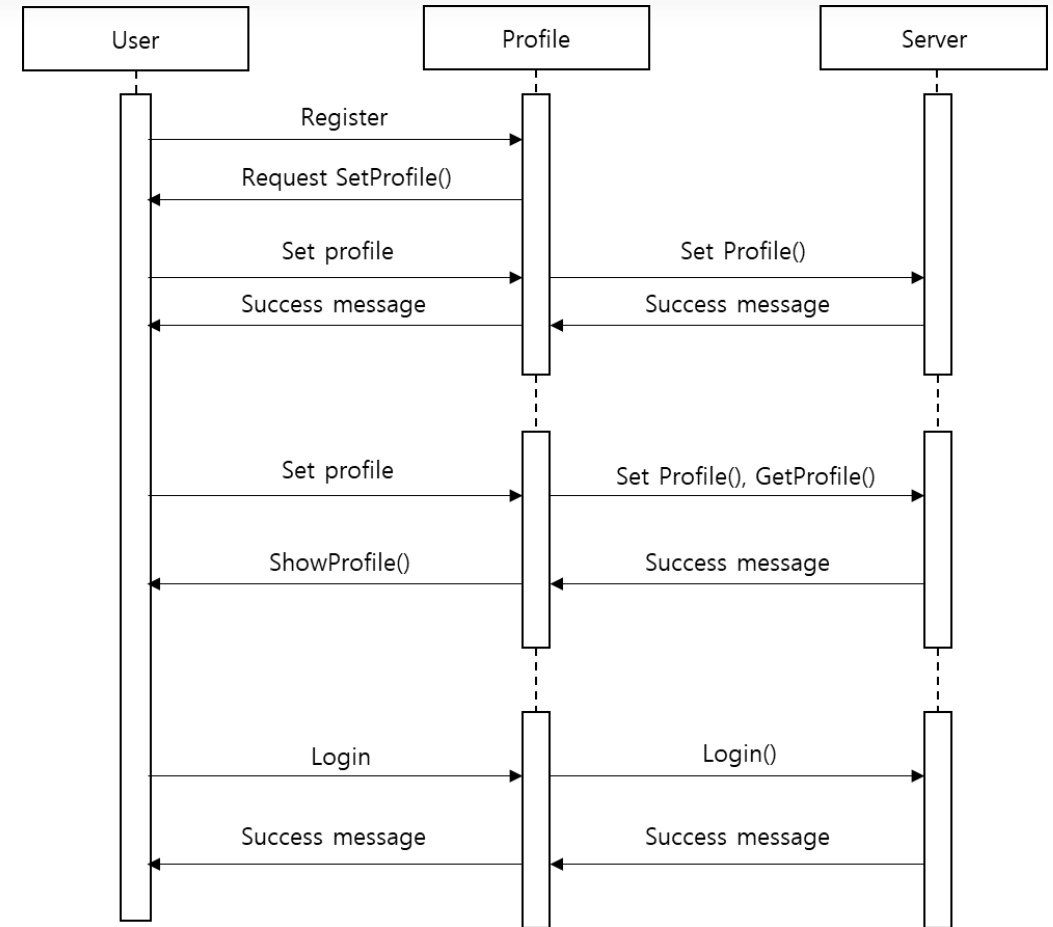 User
Profile
Server
Register
Request SetProfile()
Set profile
Set Profile()
Success message
Success message
Set profile
Set Profile(), GetProfile()
ShowProfile()
Success message
Login
Login()
Success message
Success message